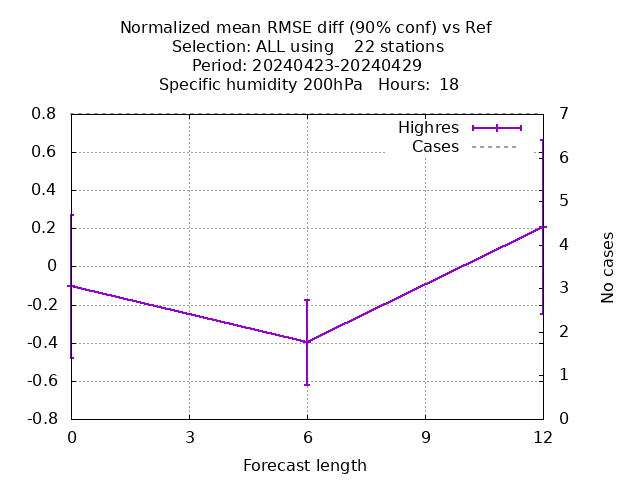 Normalized mean RMSE diff (90% conf) vs Ref
Selection: ALL using    22 stations
Period: 20240423-20240429
Specific humidity 200hPa   Hours:  18
Highres
Cases
0.8
0.6
0.4
0.2
0
-0.2
-0.4
-0.6
-0.8
7
6
5
4
3
2
1
0
No cases
0 3 6 9 12
Forecast length